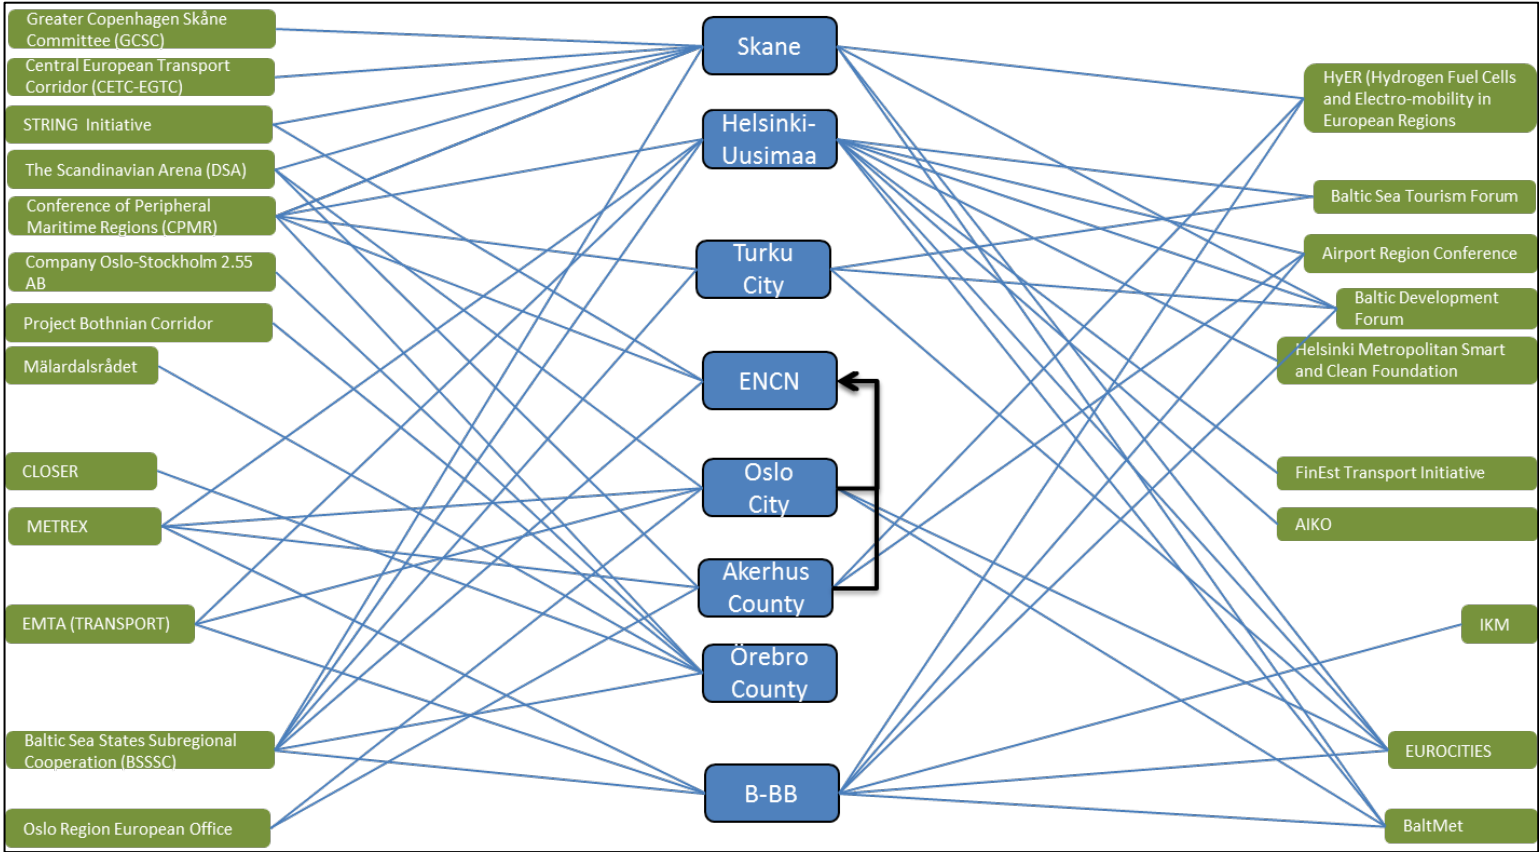 Greater Copenhagen Skåne
Committee (GCSC)
Central European Transport
Corridor (CETC-EGTC)
STRING  Initiative
The Scandinavian Arena (DSA)
Conference of Peripheral
Maritime Regions (CPMR)
Company Oslo-Stockholm 2.55
AB
Project Bothnian Corridor
Mälardalsrådet
CLOSER
METREX
EMTA (TRANSPORT)
Baltic Sea States Subregional
Cooperation (BSSSC)
Oslo Region European Office
Skane
Helsinki-
Uusimaa
Turku
City
ENCN
Oslo
City
Akerhus
County
Örebro
County
B-BB
HyER (Hydrogen Fuel Cells
and Electro-mobility in
European Regions
Baltic Sea Tourism Forum
Airport Region Conference
Baltic Development
Forum
Helsinki Metropolitan Smart
and Clean Foundation
FinEst Transport Initiative
AIKO
IKM
EUROCITIES
BaltMet